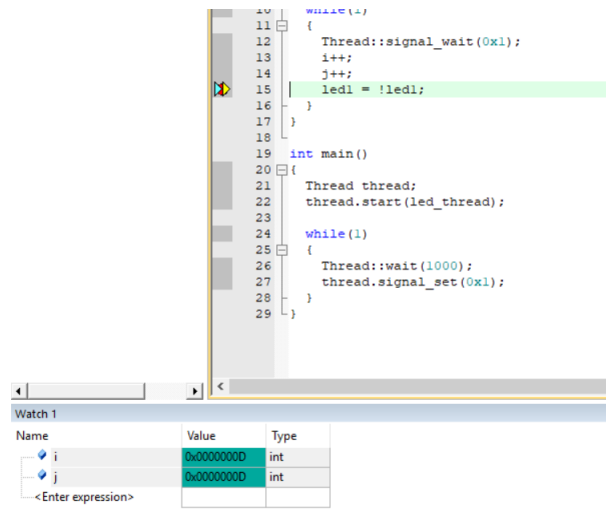 10 while(1)
11 {
12 Thread::signal_wait(0x1);
13 i++;
14 j++;
15 led1 = !led1;
16 }
17 }
18
19 int main()
20 {
21 Thread thread;
22 thread.start(led_thread);
23
24 while(1)
25 {
26 Thread::wait(1000);
27 thread.signal_set(0x1);
28 }
29 }
Watch 1
Name Value Type
i 0x0000000D int
j 0x0000000D int
<Enter expression>